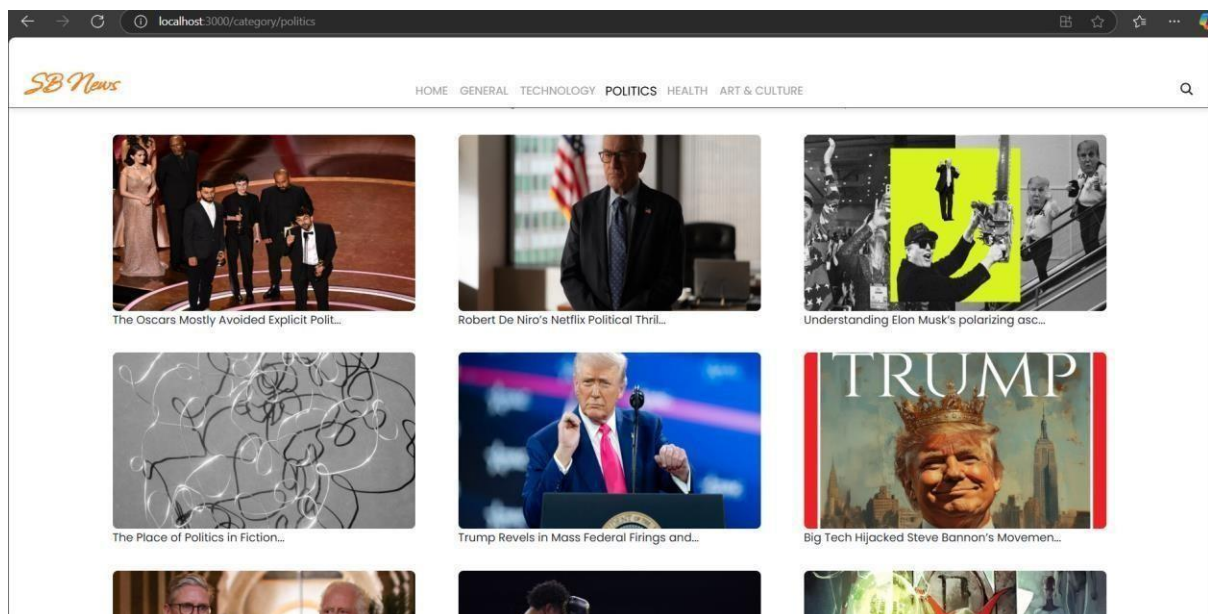 localhost:3000/category/politics
SB News
HOME GENERAL TECHNOLOGY POLITICS HEALTH ART & CULTURE
The Oscars Mostly Avoided Explicit Polit...
Robert De Niro's Netflix Political Thril...
Understanding Elon Musk's polarizing asc...
TRUMP
The Place of Politics in Fiction...
Trump Revels in Mass Federal Firings and...
Big Tech Hijacked Steve Bannon's Movemen...